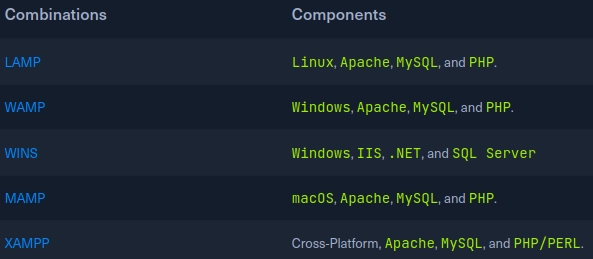 Combinations Components
LAMP Linux, Apache, MySQL, and PHP.
WAMP Windows, Apache, MySQL, and PHP.
WINS Windows, IIS, .NET, and SQL Server
MAMP macOS, Apache, MySQL, and PHP.
XAMPP Cross-Platform, Apache, MySQL, and PHP/PERL.